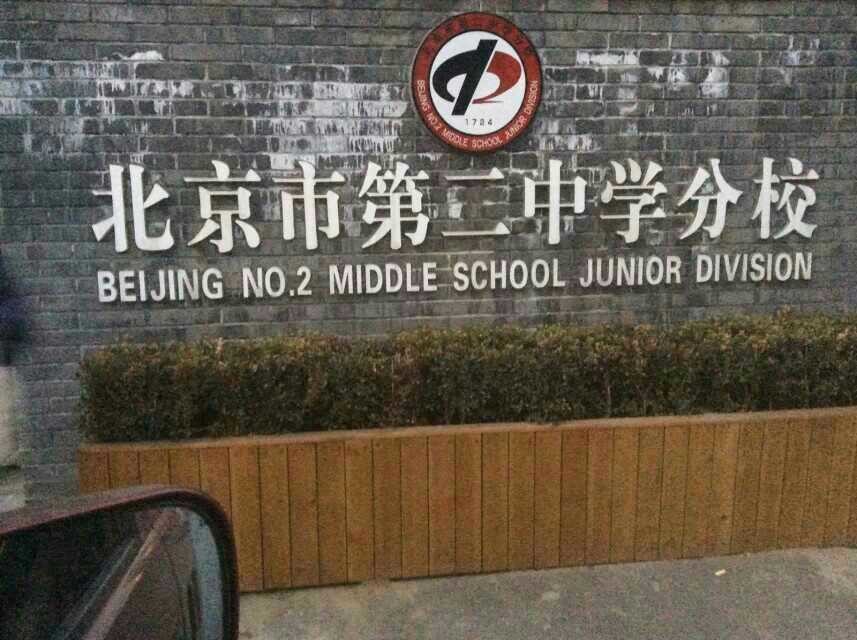 BEIJING NO.2 MIDDLE SCHOOL JUNIOR DIVISION
1724
北京市第二中学分校
BEIJING NO.2 MIDDLE SCHOOL JUNIOR DIVISION